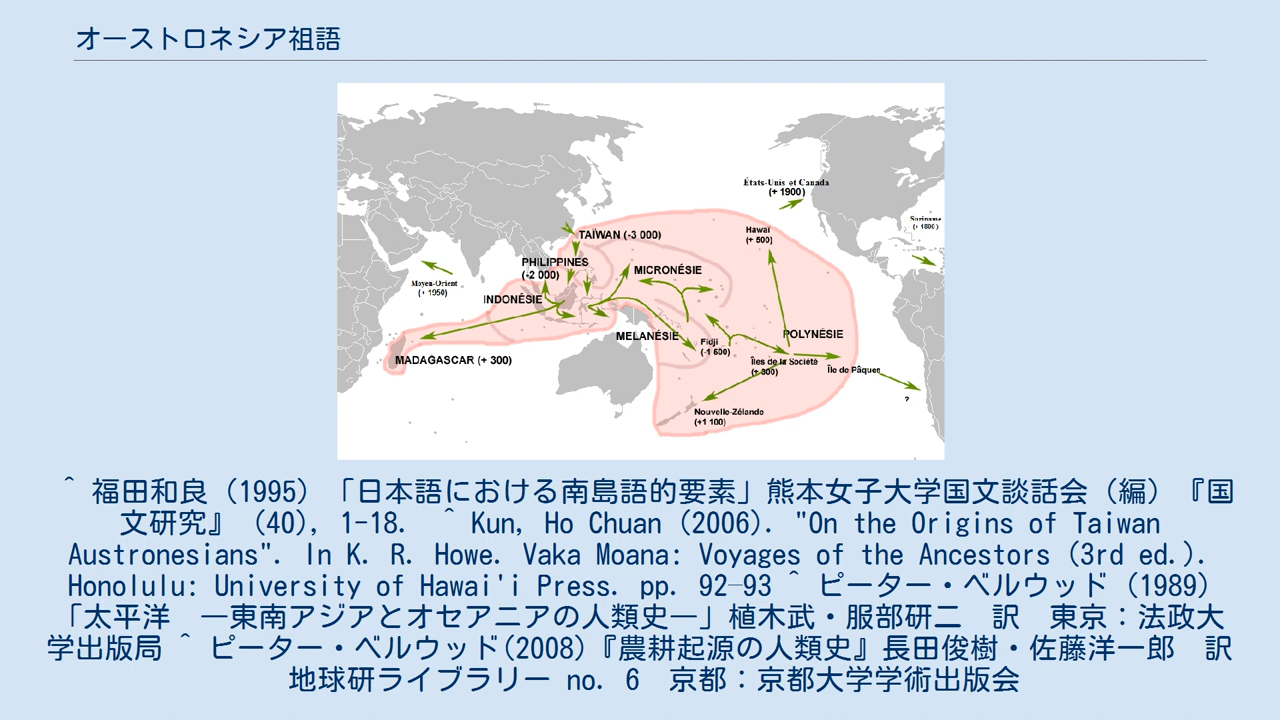 オーストロネシア祖語
États-Unis et Canada
(+ 1900)
Suriname
(+ 1800)
Hawaï
(+ 500)
TAÏWAN (-3 000)
PHILIPPINES
(-2 000)
MICRONÉSIE
Moyen-Orient
(+ 1950)
INDONÉSIE
MELANÉSIE
POLYNÉSIE
Fidji
(-1 500)
MADAGASCAR (+ 300)
Îles de la Société
(+ 300)
Île de Pâques
?
Nouvelle-Zélande
(+1 100)
^ 福田和良 (1995) 「日本語における南島語的要素」熊本女子大学国文談話会（編）『国
文研究』 (40), 1-18. ^ Kun, Ho Chuan (2006). "On the Origins of Taiwan
Austronesians". In K. R. Howe. Vaka Moana: Voyages of the Ancestors (3rd ed.).
Honolulu: University of Hawai'i Press. pp. 92–93 ^ ピーター・ベルウッド (1989)
「太平洋　―東南アジアとオセアニアの人類史―」植木武・服部研二　訳　東京：法政大
学出版局 ^ ピーター・ベルウッド(2008)『農耕起源の人類史』長田俊樹・佐藤洋一郎　訳
地球研ライブラリー no. 6　京都：京都大学学術出版会